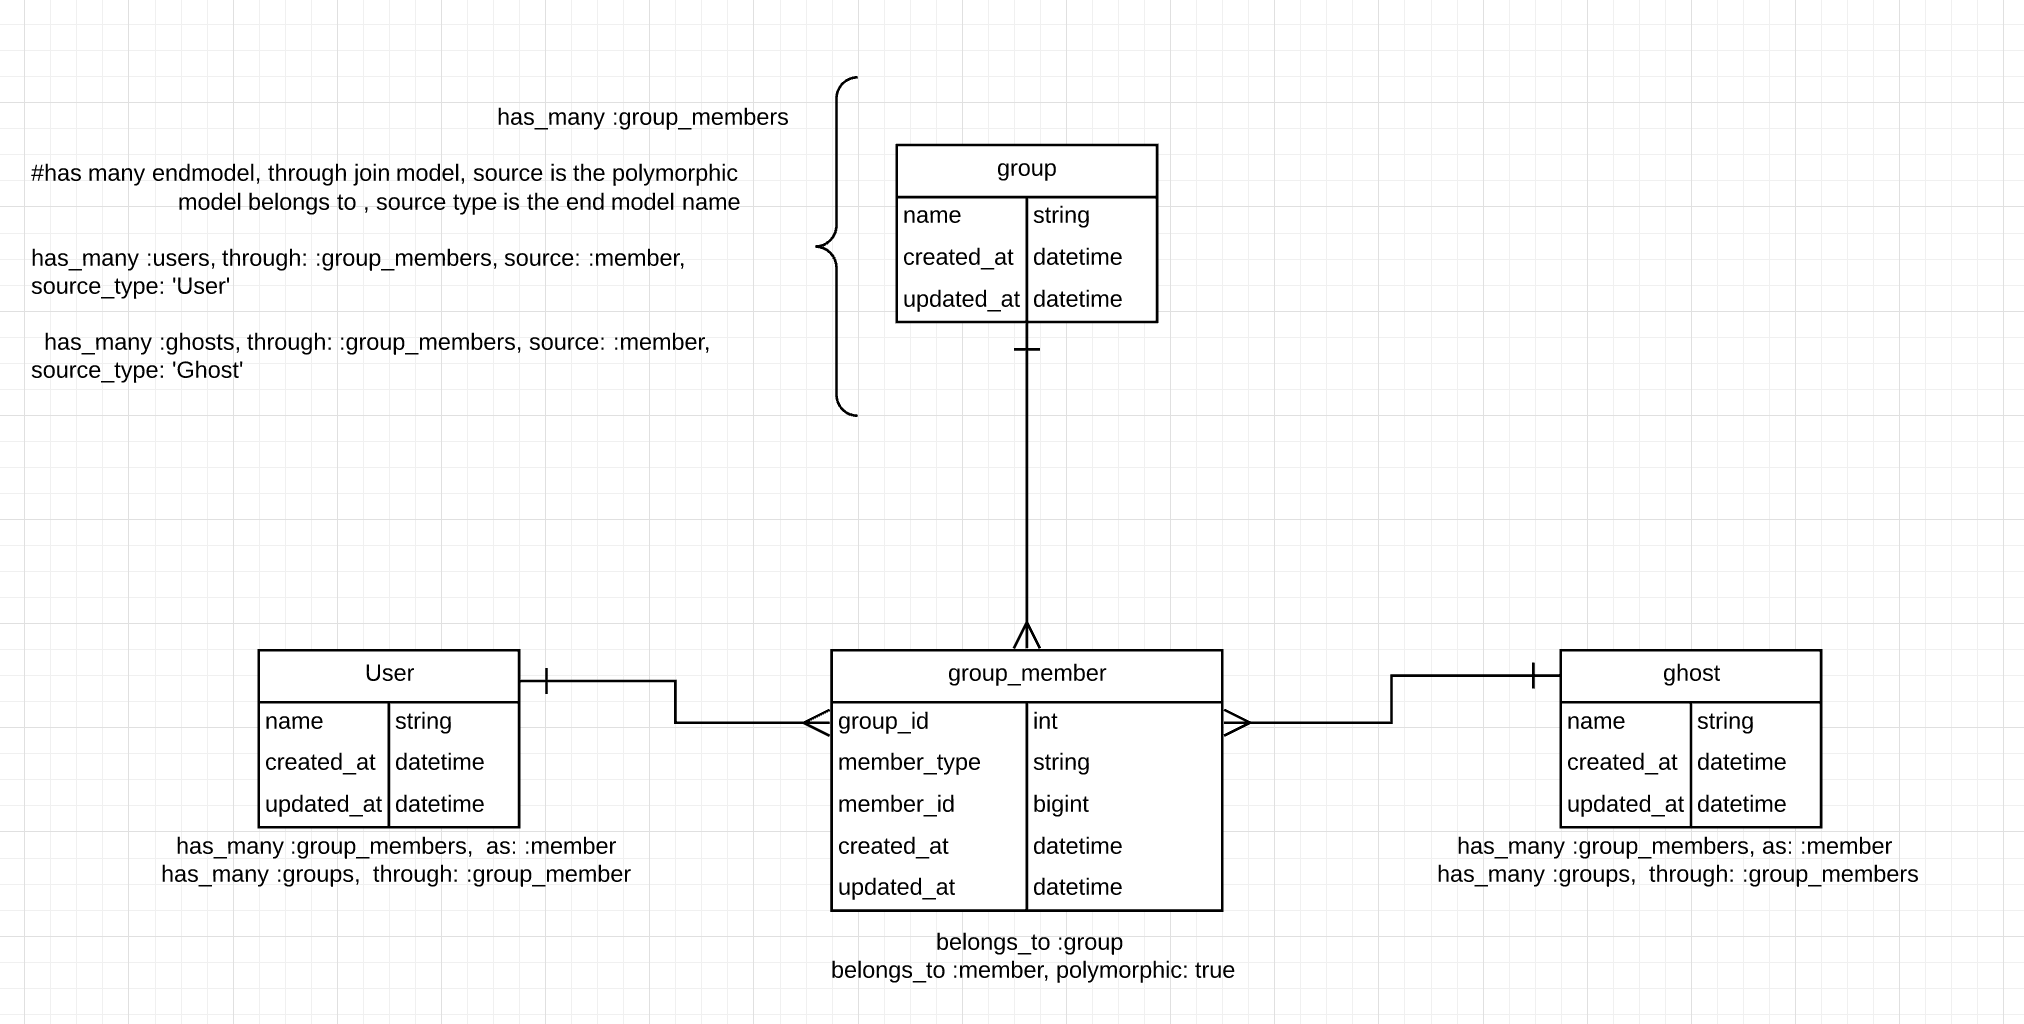 has_many :group_members
#has many endmodel, through join model, source is the polymorphic
model belongs to , source type is the end model name
has_many :users, through: :group_members, source: :member,
source_type: 'User'
has_many :ghosts, through: :group_members, source: :member,
source_type: 'Ghost'
group
name string
created_at datetime
updated_at datetime
User
name string
created_at datetime
updated_at datetime
has_many :group_members,  as: :member
has_many :groups,  through: :group_member
group_member
group_id int
member_type string
member_id bigint
created_at datetime
updated_at datetime
belongs_to :group
belongs_to :member, polymorphic: true
ghost
name string
created_at datetime
updated_at datetime
has_many :group_members, as: :member
has_many :groups,  through: :group_members